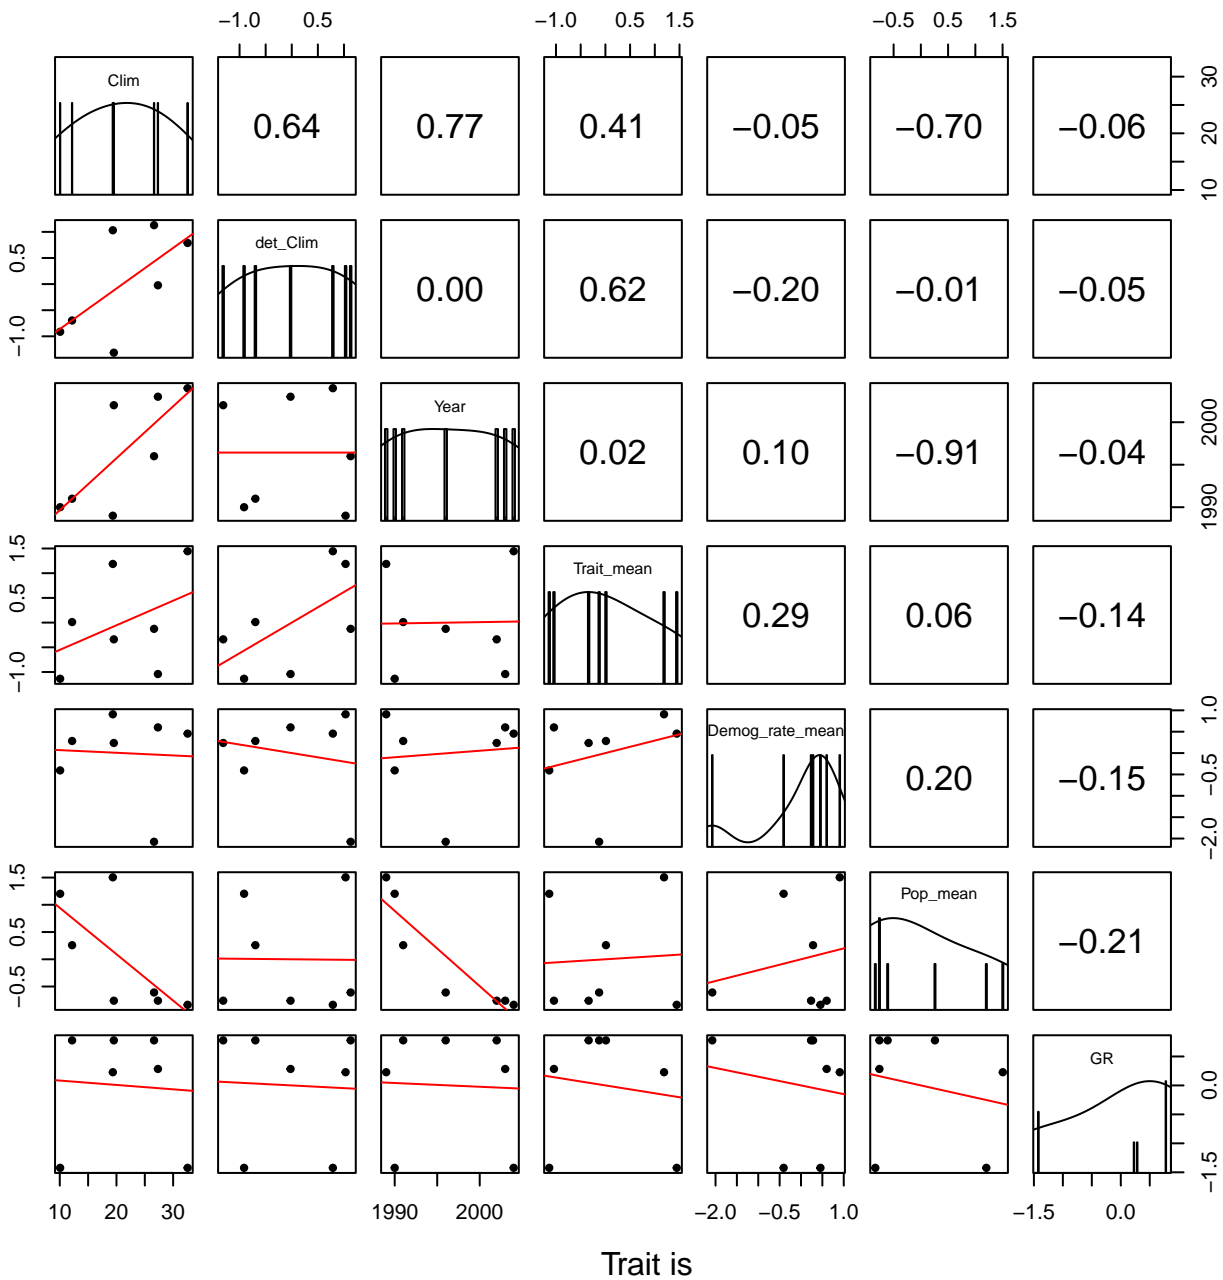 −1.0 0.5 −1.0 0.5 1.5 −0.5 0.5 1.5
Clim 0.64 0.77 0.41 −0.05 −0.70 −0.06 10 20 30
−1.0 0.5 det_Clim 0.00 0.62 −0.20 −0.01 −0.05
Year 0.02 0.10 −0.91 −0.04 1990 2000
−1.0 0.5 1.5 Trait_mean 0.29 0.06 −0.14
Demog_rate_mean 0.20 −0.15 −2.0 −0.5 1.0
−0.5 0.5 1.5 Pop_mean −0.21
GR −1.5 0.0
10 20 30 1990 2000 −2.0 −0.5 1.0 −1.5 0.0
Trait is